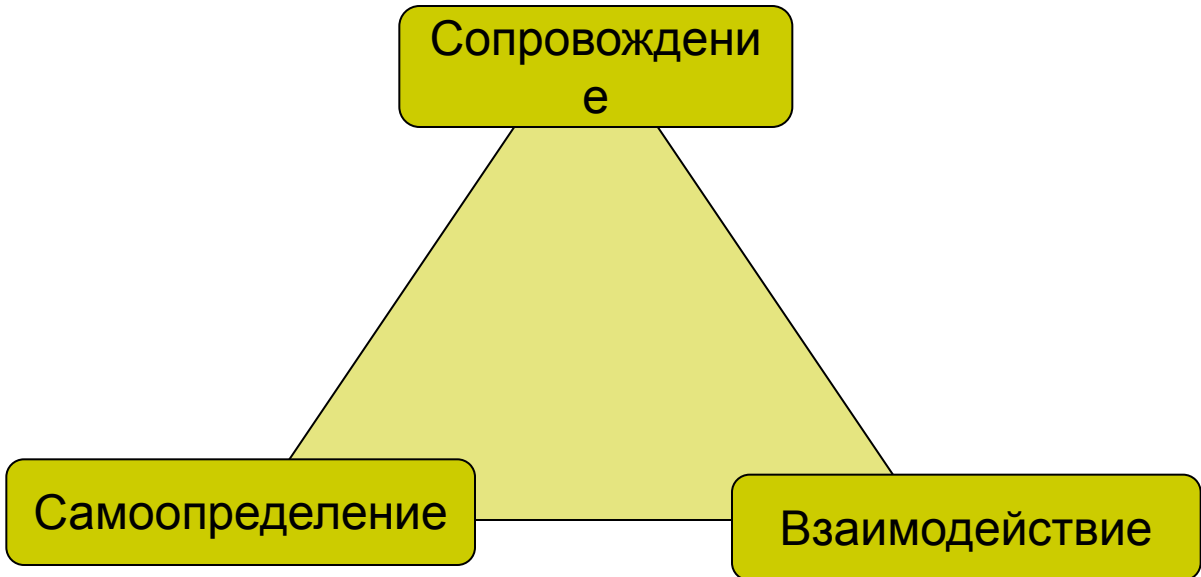 Сопровождени
е
Самоопределение
Взаимодействие